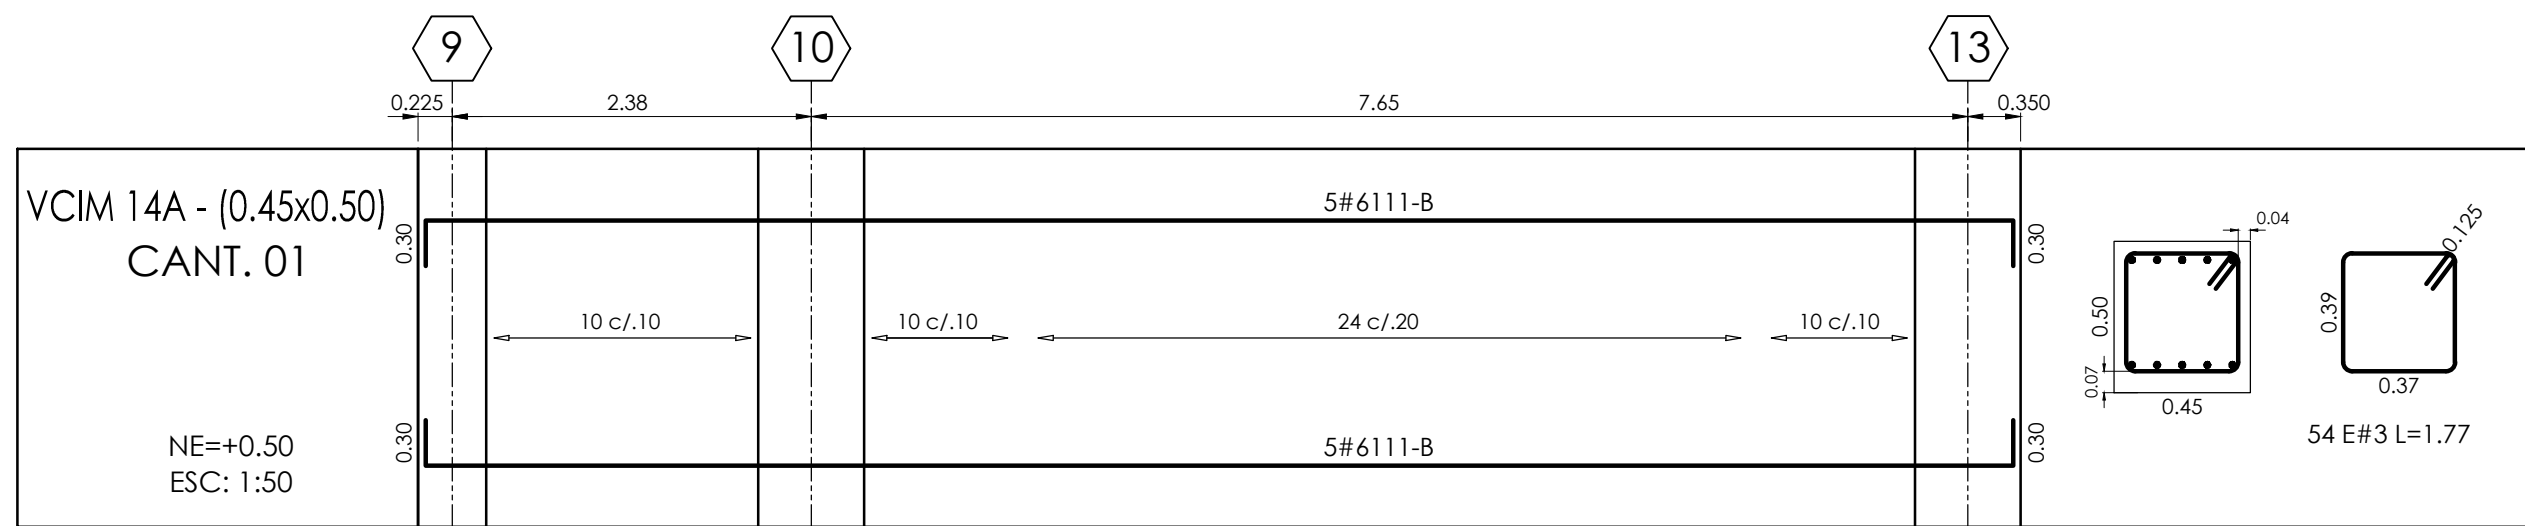 9
10
13
0.225
2.38
7.65
0.350
VCIM 14A - (0.45x0.50)
CANT. 01
5#6111-B
0.30
0.30
0.04
0.125
10 c/.10
10 c/.10
24 c/.20
10 c/.10
0.50
0.39
0.07
0.37
0.45
0.30
0.30
5#6111-B
54 E#3 L=1.77
NE=+0.50
ESC: 1:50